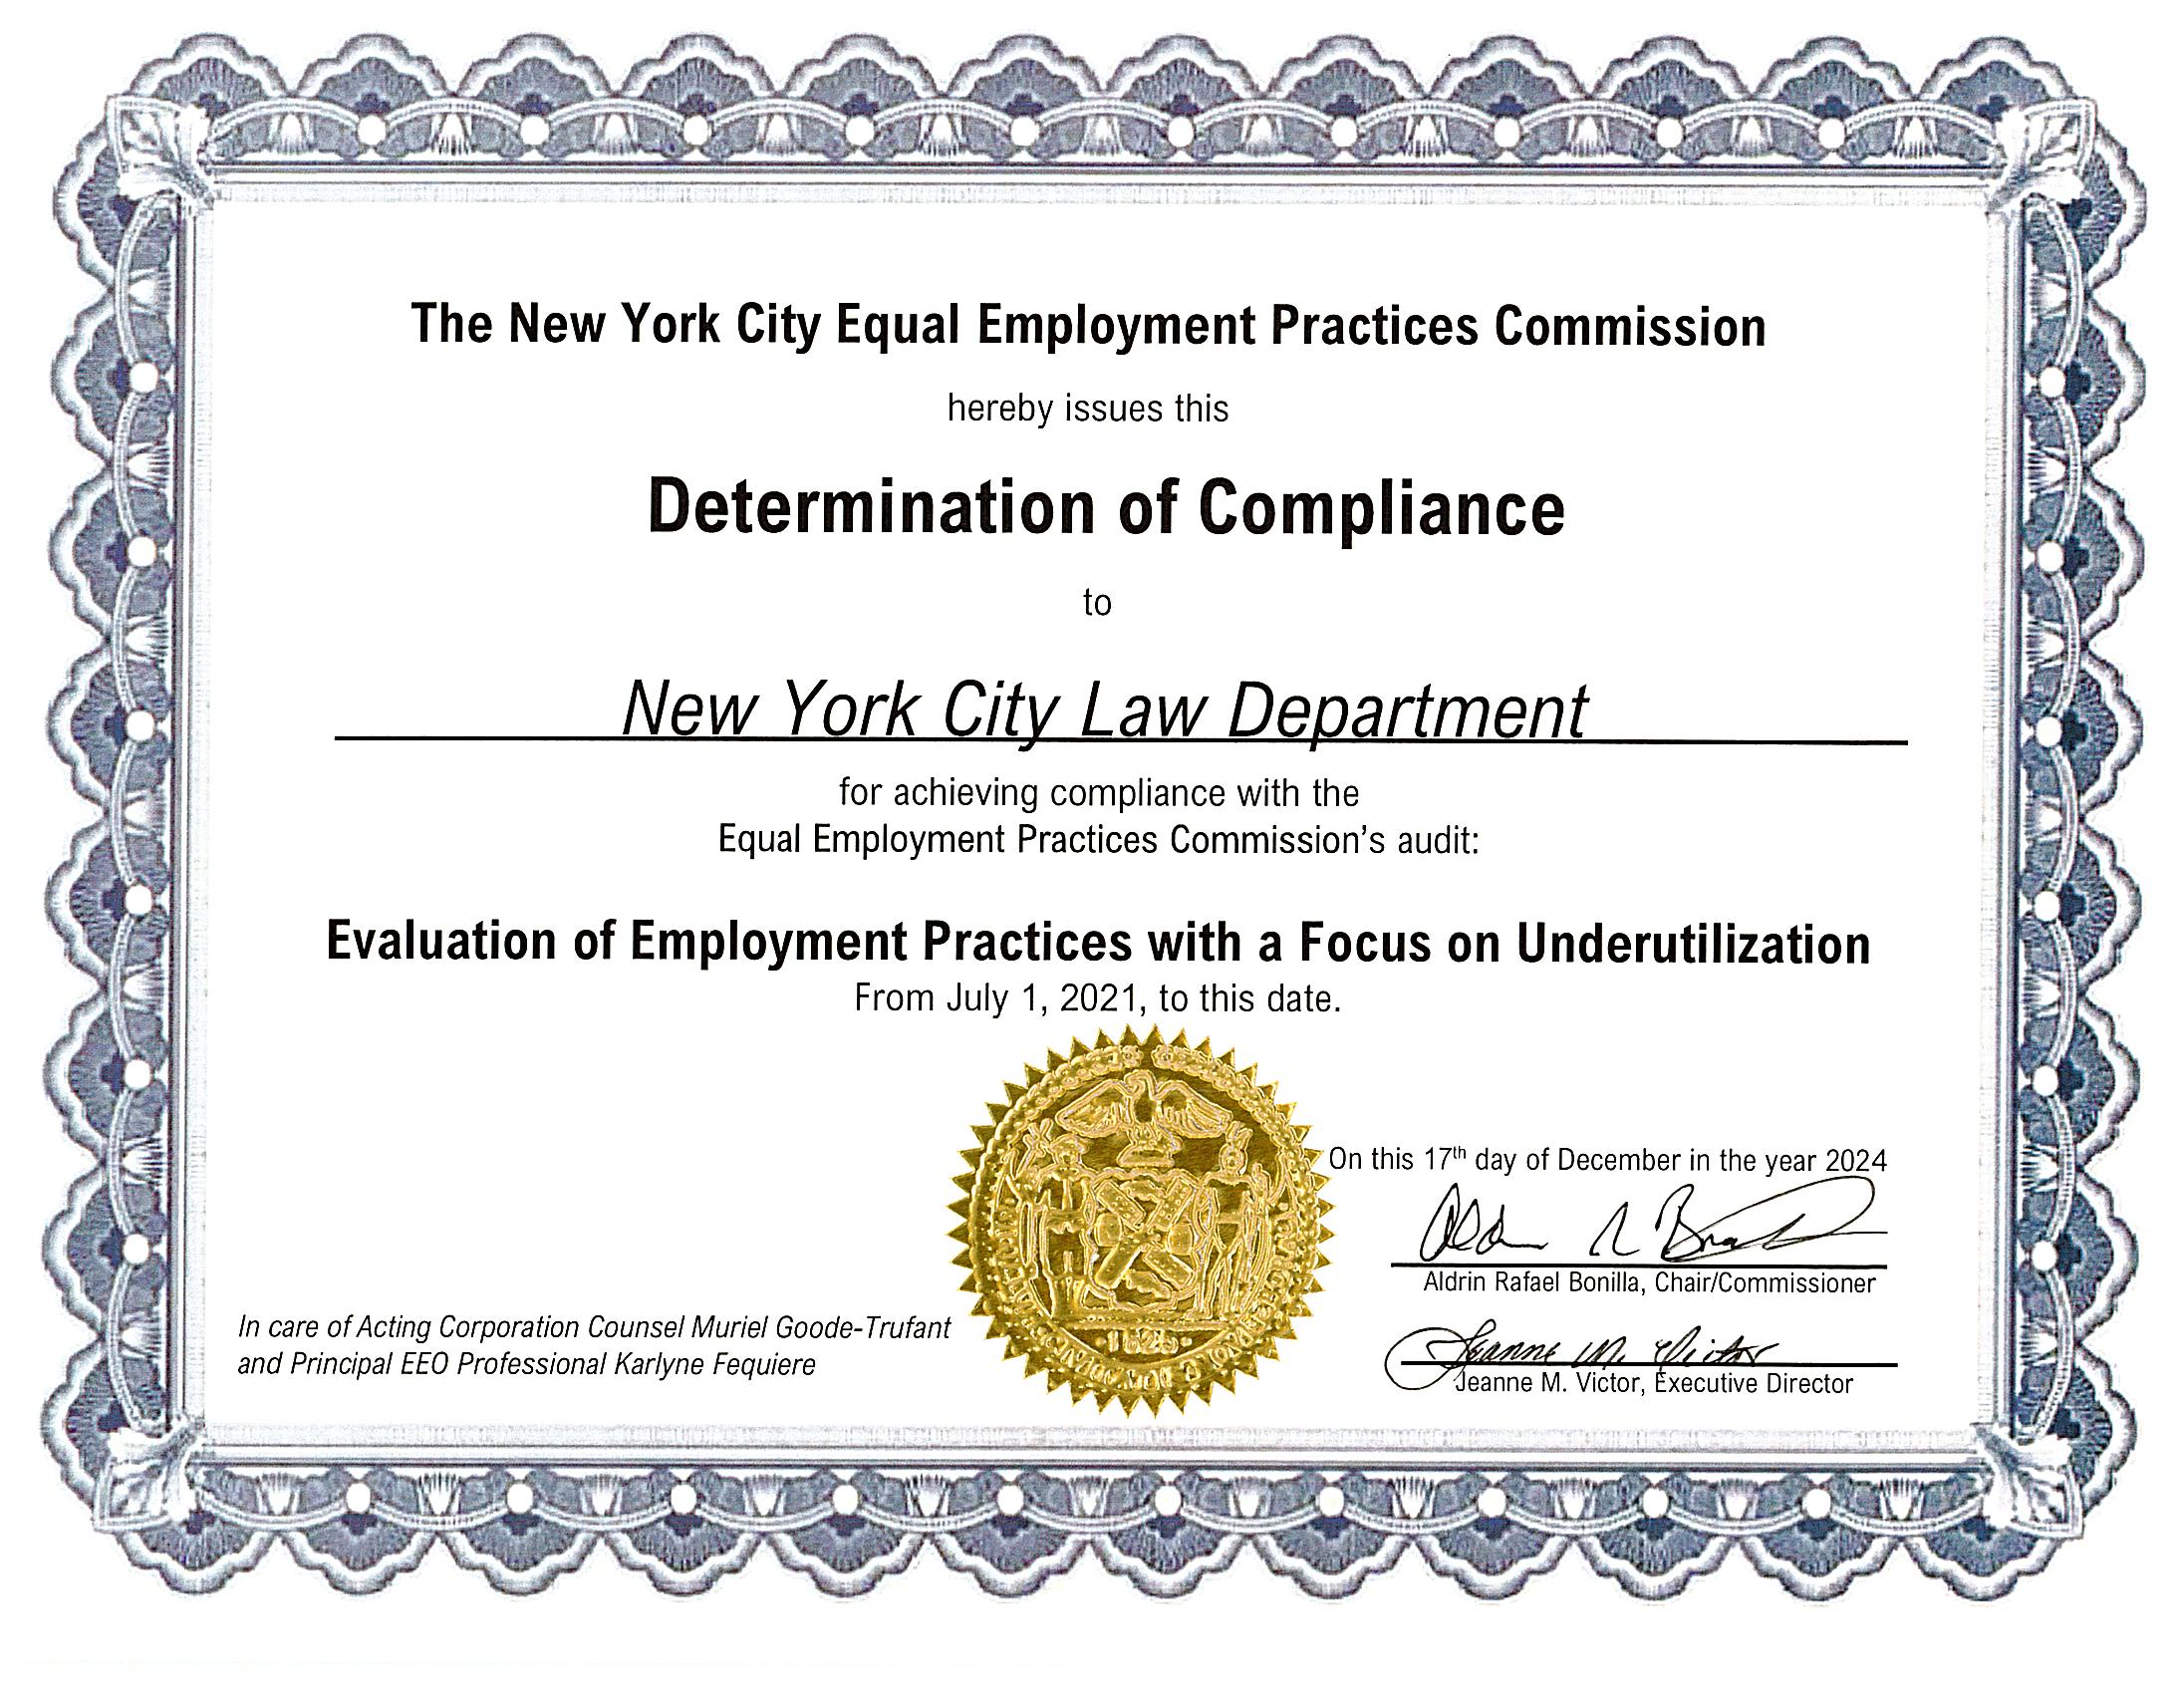 The New York City Equal Employment Practices Commission
hereby issues this
Determination of Compliance
to
New York City Law Department
for achieving compliance with the
Equal Employment Practices Commission’s audit:
Evaluation of Employment Practices with a Focus on Underutilization
From July 1, 2021, to this date.
On this 17th day of December in the year 2024
Aldrin Rafael Bonilla, Chair/Commissioner
Jeanne M. Victor
Jeanne M. Victor, Executive Director
In care of Acting Corporation Counsel Muriel Goode-Trufant
and Principal EEO Professional Karlyne Fequiere
·1625·